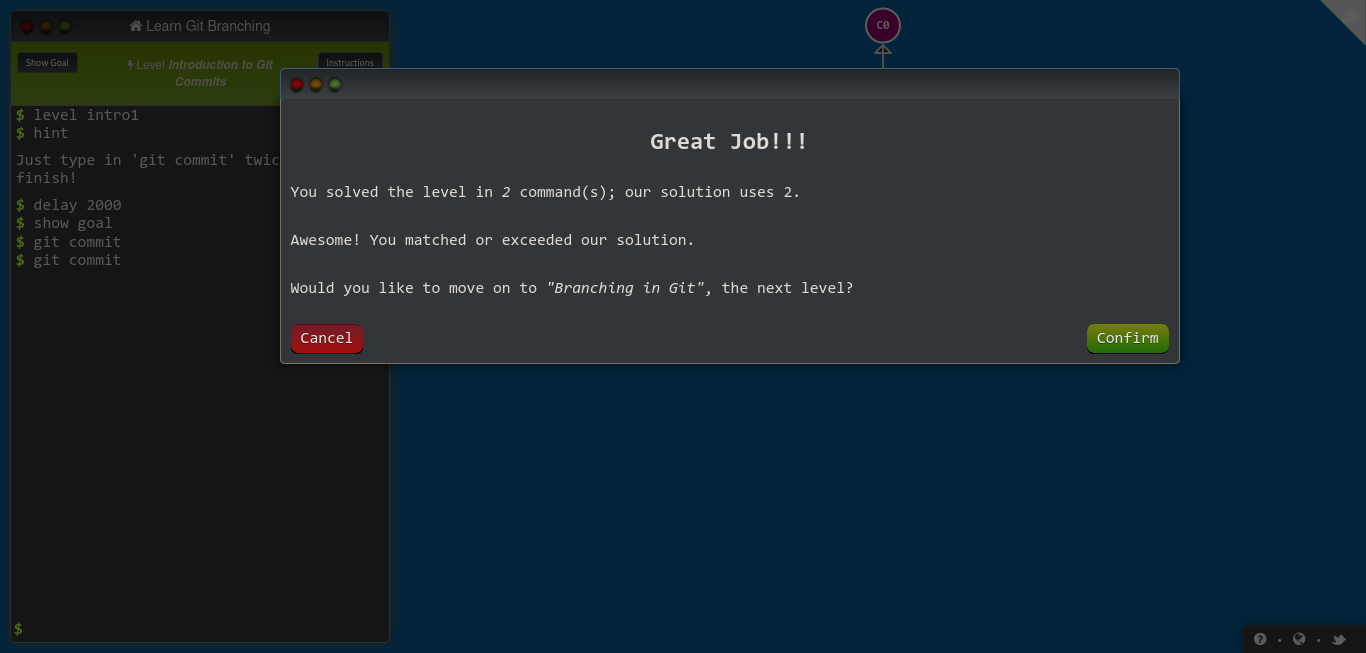 Learn Git Branching
Show Goal
Level Introduction to Git
Commits
Instructions
$ level intro1
$ hint
Just type in 'git commit' twic
finish!
$ delay 2000
$ show goal
$ git commit
$ git commit
$
C0
Great Job!!!
You solved the level in 2 command(s); our solution uses 2.
Awesome! You matched or exceeded our solution.
Would you like to move on to "Branching in Git", the next level?
Cancel
Confirm